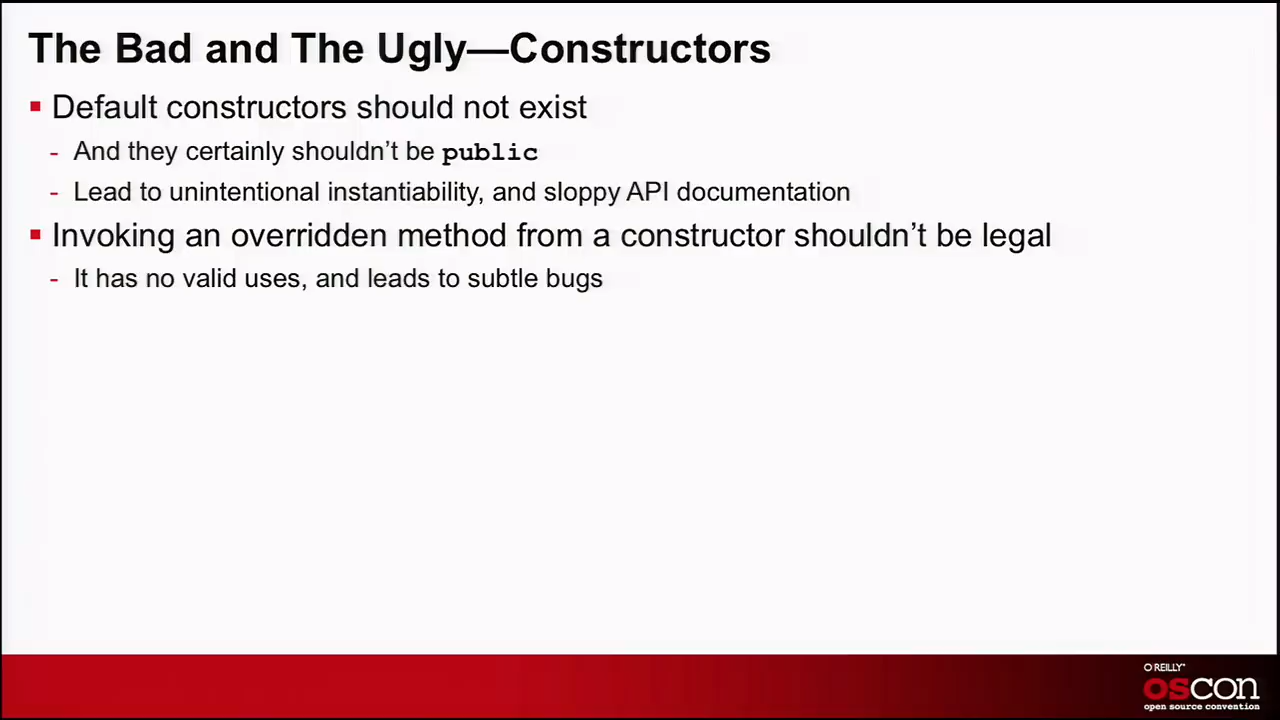 The Bad and The Ugly—Constructors
▪ Default constructors should not exist
- And they certainly shouldn't be public
- Lead to unintentional instantiability, and sloppy API documentation
▪ Invoking an overridden method from a constructor shouldn't be legal
- It has no valid uses, and leads to subtle bugs
O REILLY
oscon
open source convention